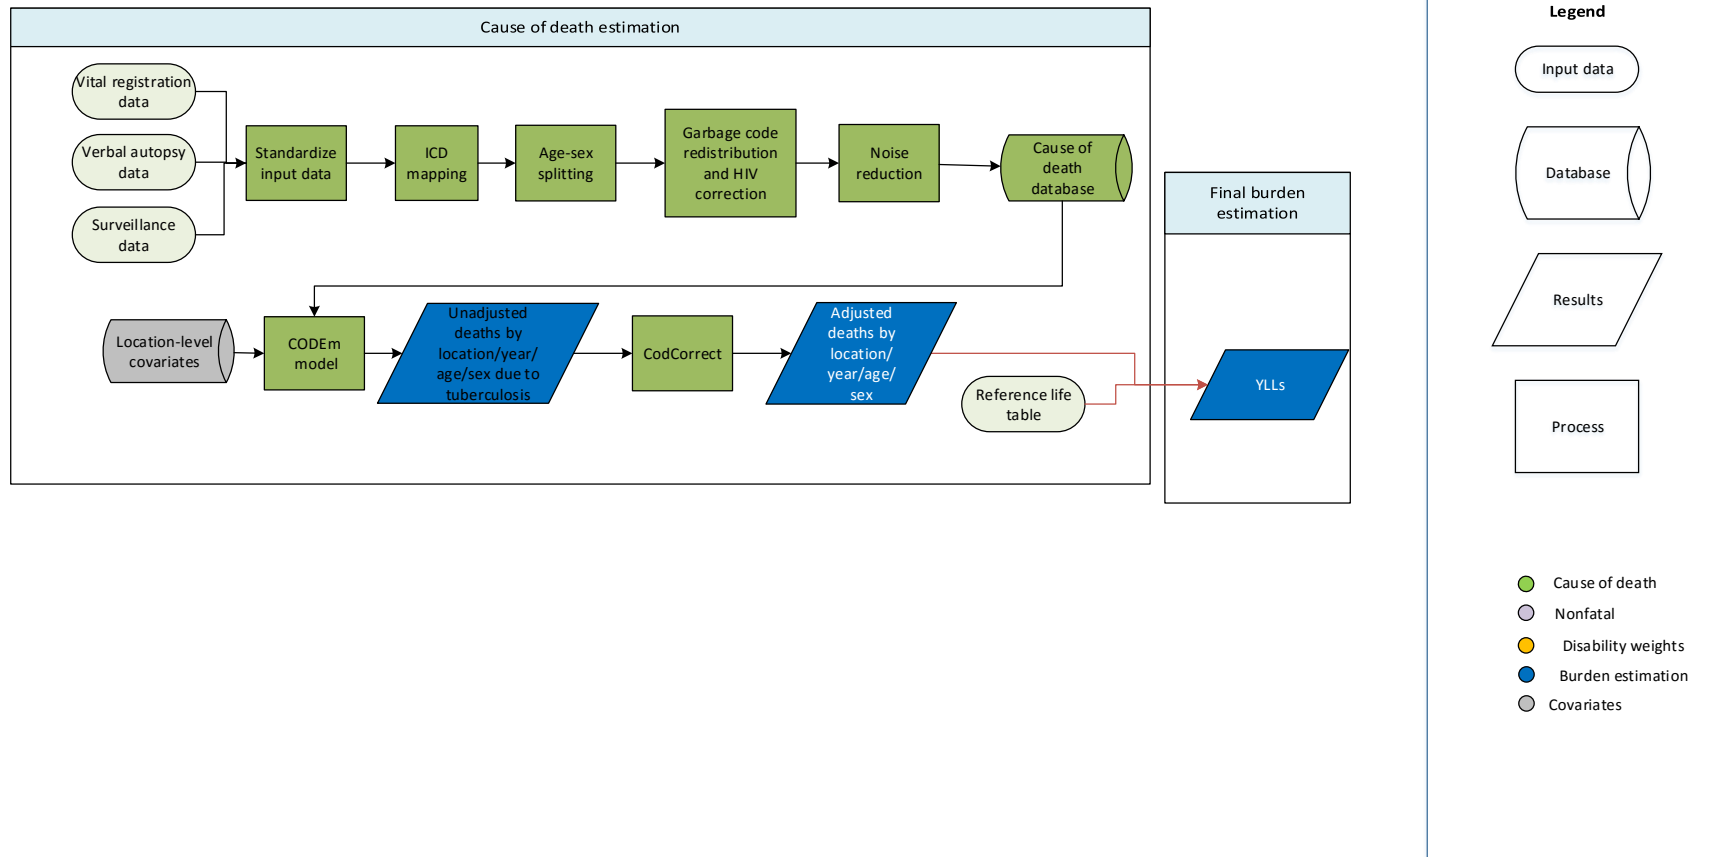 Cause of death estimation
Vital registration
data
Verbal autopsy
data
Surveillance
data
Standardize
input data
ICD
mapping
Age-sex
splitting
Garbage code
redistribution
and HIV
correction
Noise
reduction
Cause of
death
database
Location-level
covariates
CODEm
model
Unadjusted
deaths by
location/year/
age/sex due to
tuberculosis
CodCorrect
Adjusted
deaths by
location/
year/age/
sex
Reference life
table
Final burden
estimation
YLLs
Legend
Input data
Database
Results
Process
Cause of death
Nonfatal
Disability weights
Burden estimation
Covariates